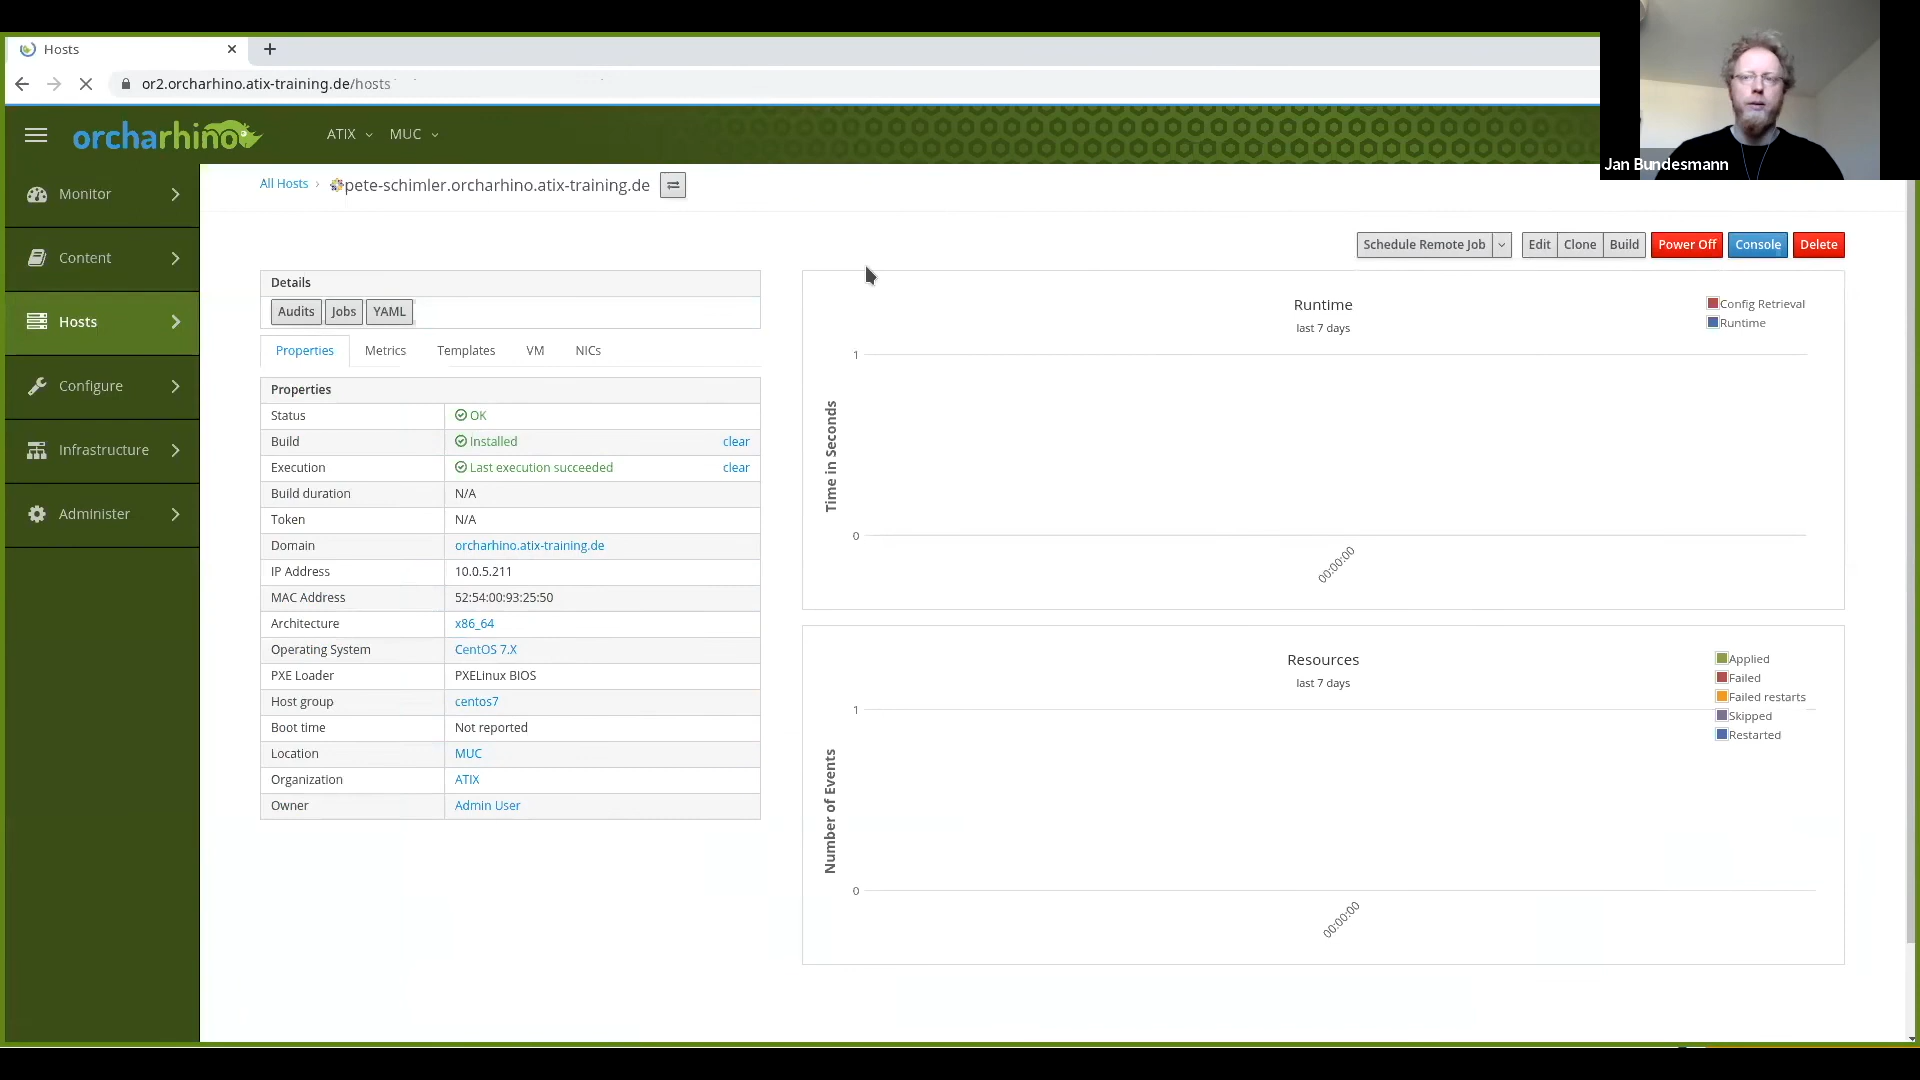 Hosts
or2.orcharhino.atix-training.de/hosts
Jan Bundesmann
orcharhino
ATIX
MUC
Monitor
Content
Hosts
Configure
Infrastructure
Administer
All Hosts
pete-schimler.orcharhino.atix-training.de
Schedule Remote Job
Edit
Clone
Build
Power Off
Console
Delete
Details
Audits
Jobs
YAML
Properties
Metrics
Templates
VM
NICs
Properties
Status OK
Build Installed clear
Execution Last execution succeeded clear
Build duration N/A
Token N/A
Domain orcharhino.atix-training.de
IP Address 10.0.5.211
MAC Address 52:54:00:93:25:50
Architecture x86_64
Operating System CentOS 7.X
PXE Loader PXELinux BIOS
Host group centos7
Boot time Not reported
Location MUC
Organization ATIX
Owner Admin User
Runtime
last 7 days
Config Retrieval
Runtime
1
Time in Seconds
0
00:00:00
Resources
last 7 days
Applied
Failed
Failed restarts
Skipped
Restarted
1
Number of Events
0
00:00:00